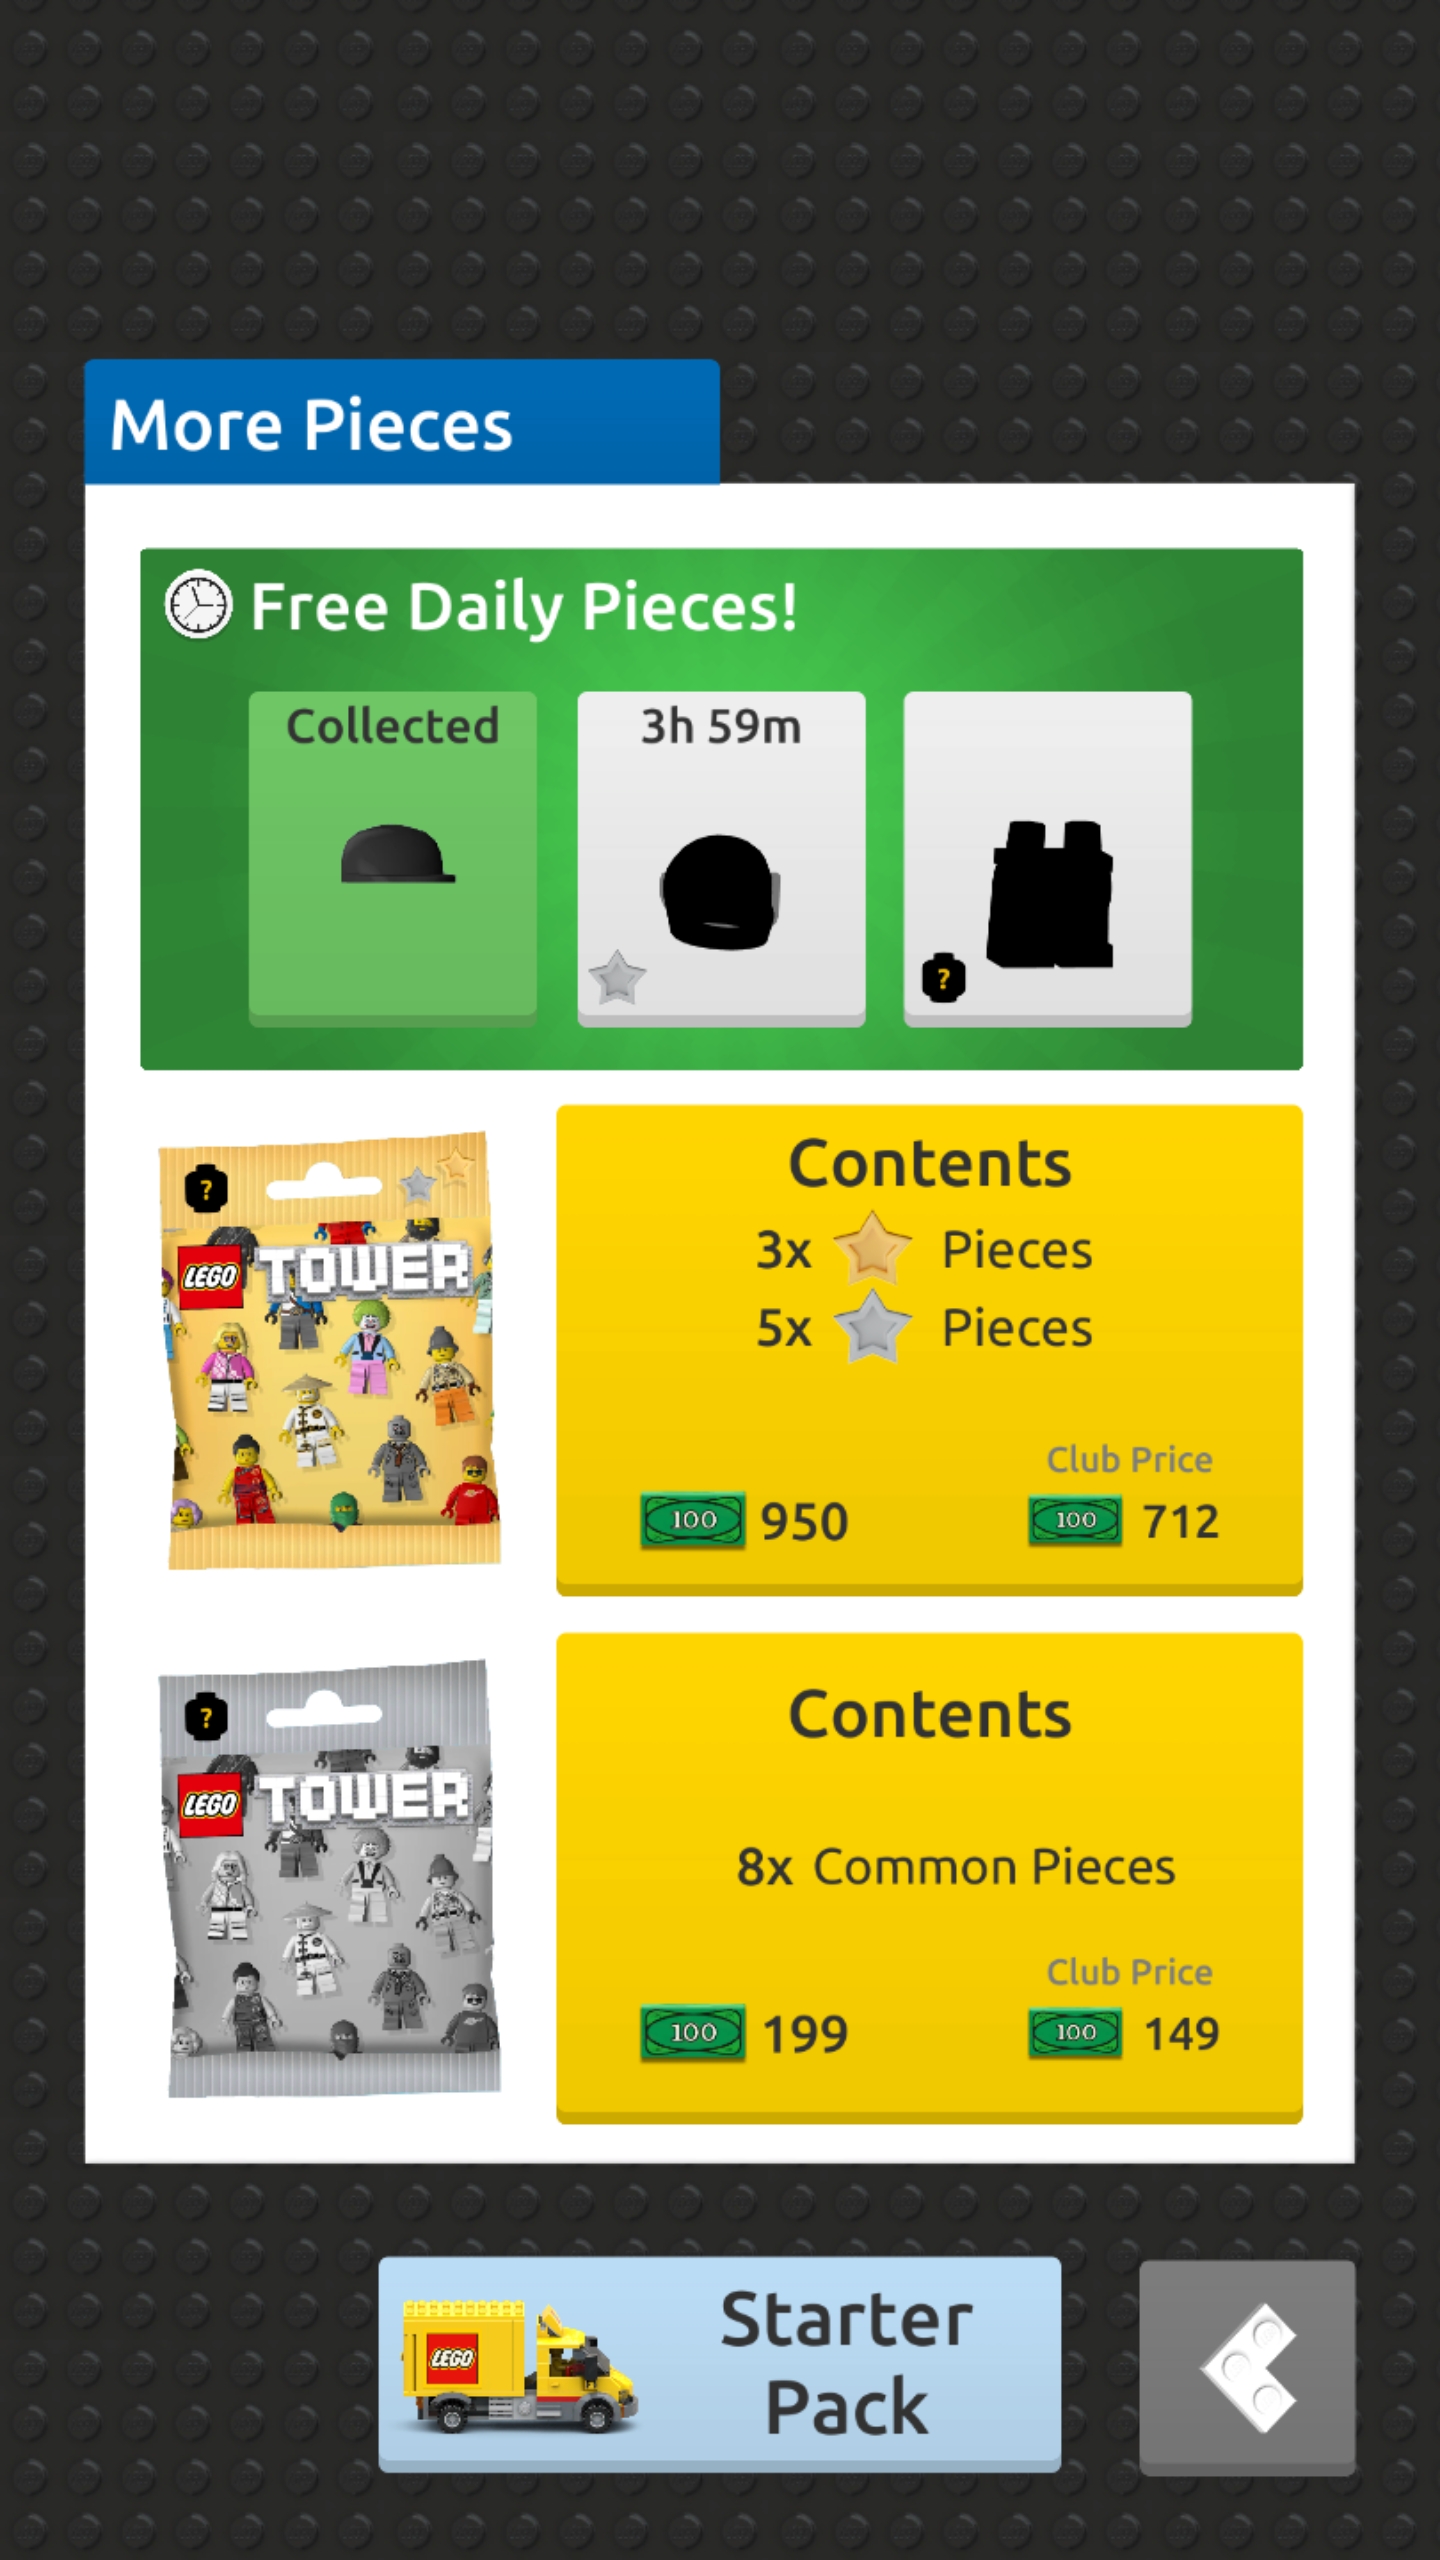 More Pieces
Free Daily Pieces!
Collected
3h 59m
?
?
LEGO TOWER
Contents
3x Pieces
5x Pieces
Club Price
100 950
100 712
?
LEGO TOWER
Contents
8x Common Pieces
Club Price
100 199
100 149
LEGO
Starter
Pack